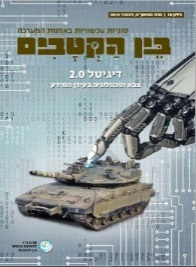 סוגיות עכשוויות באמנות המערכה
בין הקטבים
דיגיטל 2.0
צבא וטכנולוגיה בעידן המידע